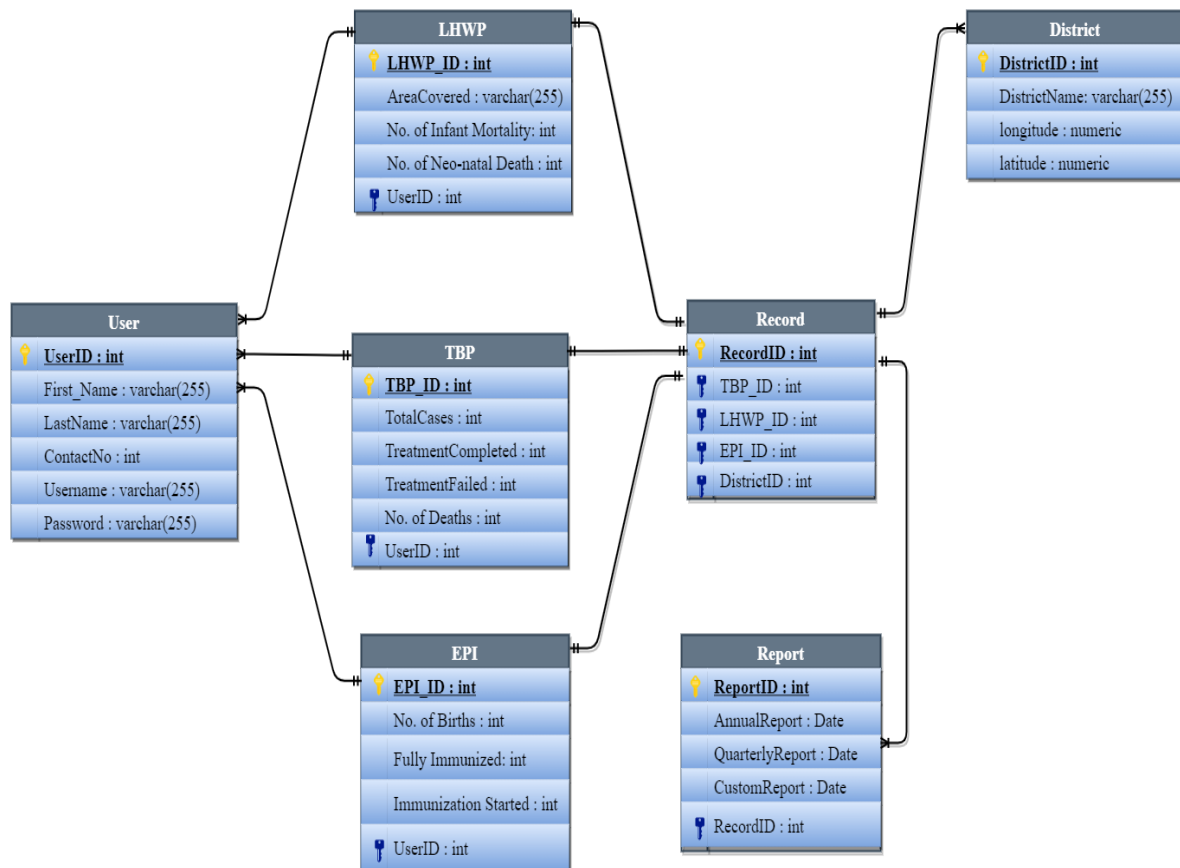 LHWP
LHWP_ID : int
AreaCovered : varchar(255)
No. of Infant Mortality: int
No. of Neo-natal Death : int
UserID : int
District
DistrictID : int
DistrictName: varchar(255)
longitude : numeric
latitude : numeric
User
UserID : int
First_Name : varchar(255)
LastName : varchar(255)
ContactNo : int
Username : varchar(255)
Password : varchar(255)
TBP
TBP_ID : int
TotalCases : int
TreatmentCompleted : int
TreatmentFailed : int
No. of Deaths : int
UserID : int
Record
RecordID : int
TBP_ID : int
LHWP_ID : int
EPI_ID : int
DistrictID : int
EPI
EPI_ID : int
No. of Births : int
Fully Immunized: int
Immunization Started : int
UserID : int
Report
ReportID : int
AnnualReport : Date
QuarterlyReport : Date
CustomReport : Date
RecordID : int